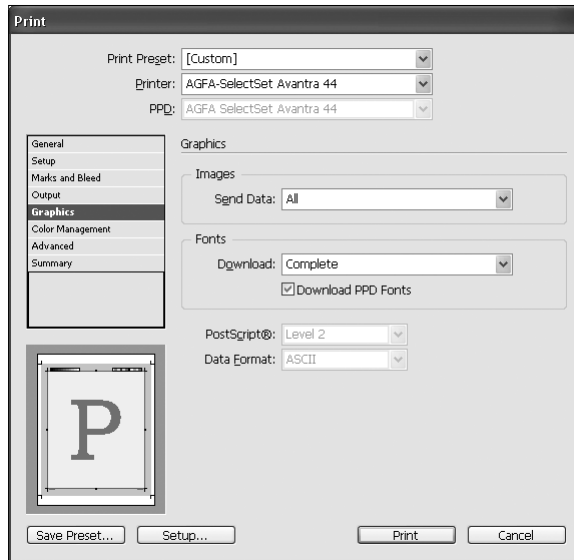 Print
Print Preset: [Custom]
Printer: AGFA-SelectSet Avantra 44
PPD: AGFA SelectSet Avantra 44
General
Setup
Marks and Bleed
Output
Graphics
Color Management
Advanced
Summary
Graphics
Images
Send Data: All
Fonts
Download: Complete
Download PPD Fonts
PostScript®: Level 2
Data Format: ASCII
P
Save Preset...
Setup...
Print
Cancel